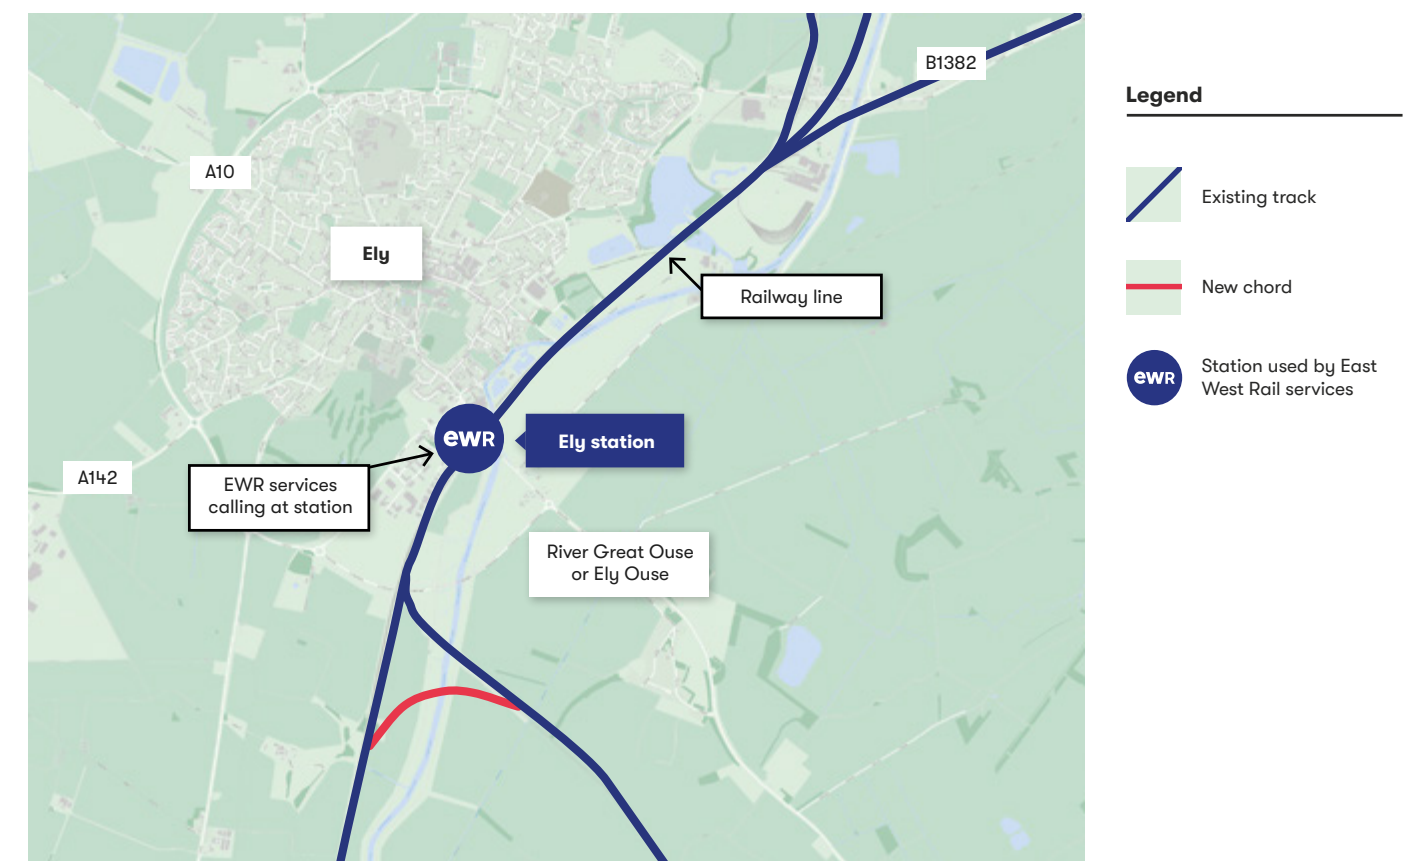 B1382
A10
Ely
Railway line
ewR
Ely station
A142
EWR services
calling at station
River Great Ouse
or Ely Ouse
Legend
Existing track
New chord
ewR
Station used by East
West Rail services